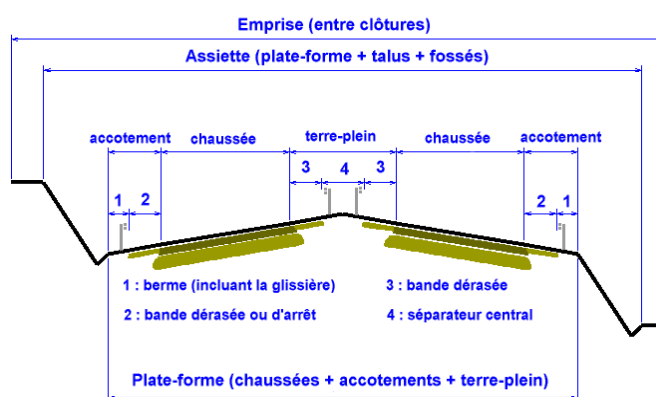 Emprise (entre clôtures)
Assiette (plate-forme + talus + fossés)
accotement chaussée terre-plein chaussée accotement
3 4 3
1 2 2 1
1 : berme (incluant la glissière) 3 : bande dérasée
2 : bande dérasée ou d'arrêt 4 : séparateur central
Plate-forme (chaussées + accotements + terre-plein)